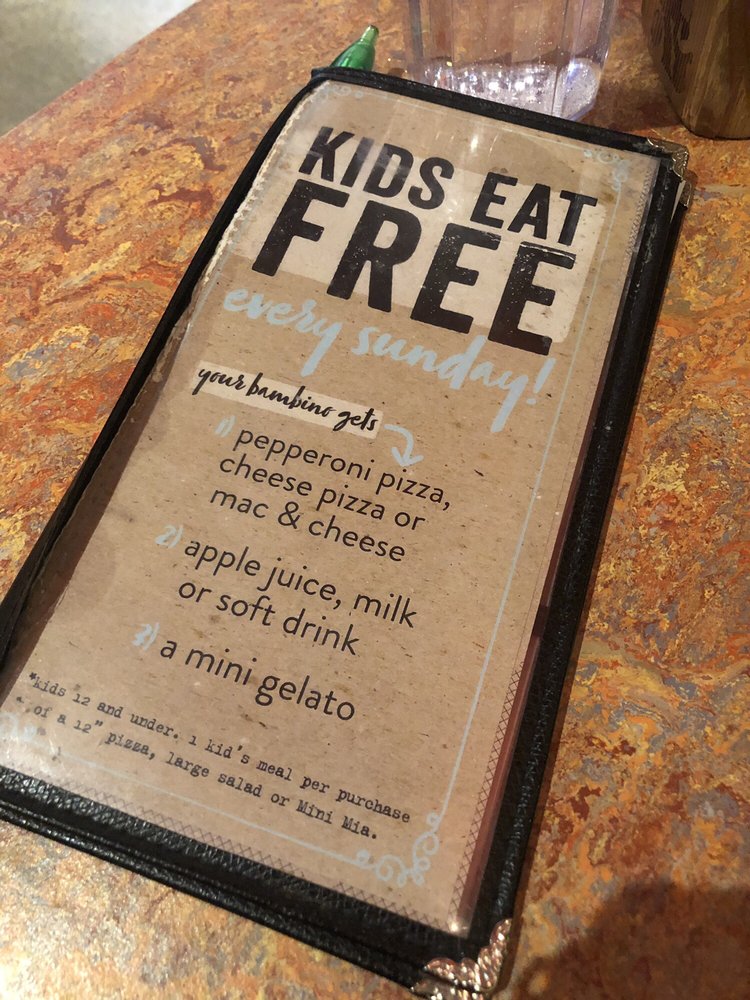 KIDS EAT
FREE
every sunday!
your bambino gets
1) pepperoni pizza,
cheese pizza or
mac & cheese
2) apple juice, milk
or soft drink
3) a mini gelato
*kids 12 and under. 1 kid's meal per purchase
of a 12" pizza, large salad or Mini Mia.